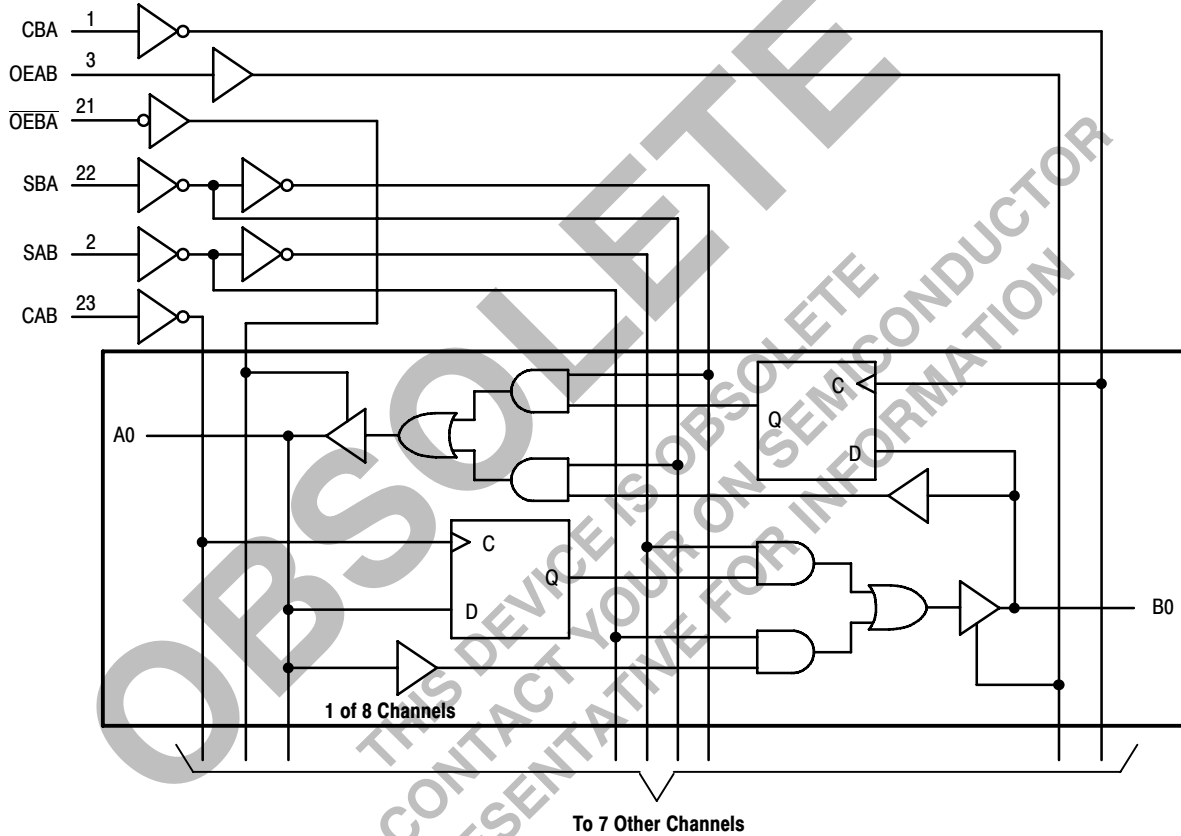 CBA 1
OEAB 3
OEBA 21
SBA 22
SAB 2
CAB 23
OBSOLETE
THIS DEVICE IS OBSOLETE
CONTACT YOUR ON SEMICONDUCTOR
REPRESENTATIVE FOR INFORMATION
A0
C
Q
D
C
Q
D
B0
1 of 8 Channels
To 7 Other Channels